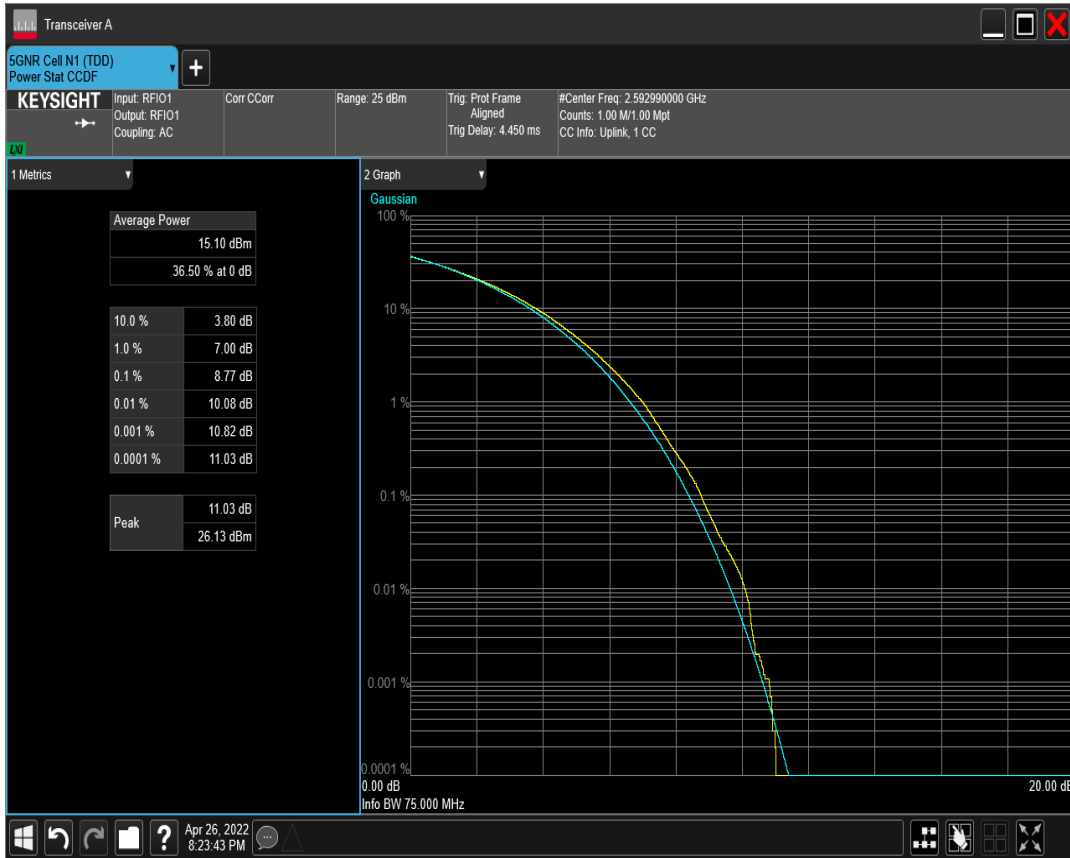 Transceiver A
5GNR Cell N1 (TDD)
Power Stat CCDF
+
KEYSIGHT
LXI
Input: RFIO1
Output: RFIO1
Coupling: AC
Corr CCorr
Range: 25 dBm
Trig: Prot Frame
Aligned
Trig Delay: 4.450 ms
#Center Freq: 2.592990000 GHz
Counts: 1.00 M/1.00 Mpt
CC Info: Uplink, 1 CC
1 Metrics
Average Power
15.10 dBm
36.50 % at 0 dB
10.0 % 3.80 dB
1.0 % 7.00 dB
0.1 % 8.77 dB
0.01 % 10.08 dB
0.001 % 10.82 dB
0.0001 % 11.03 dB
Peak
11.03 dB
26.13 dBm
2 Graph
Gaussian
100 %
10 %
1 %
0.1 %
0.01 %
0.001 %
0.0001 %
0.00 dB 20.00 dB
Info BW 75.000 MHz
?
Apr 26, 2022
8:23:43 PM